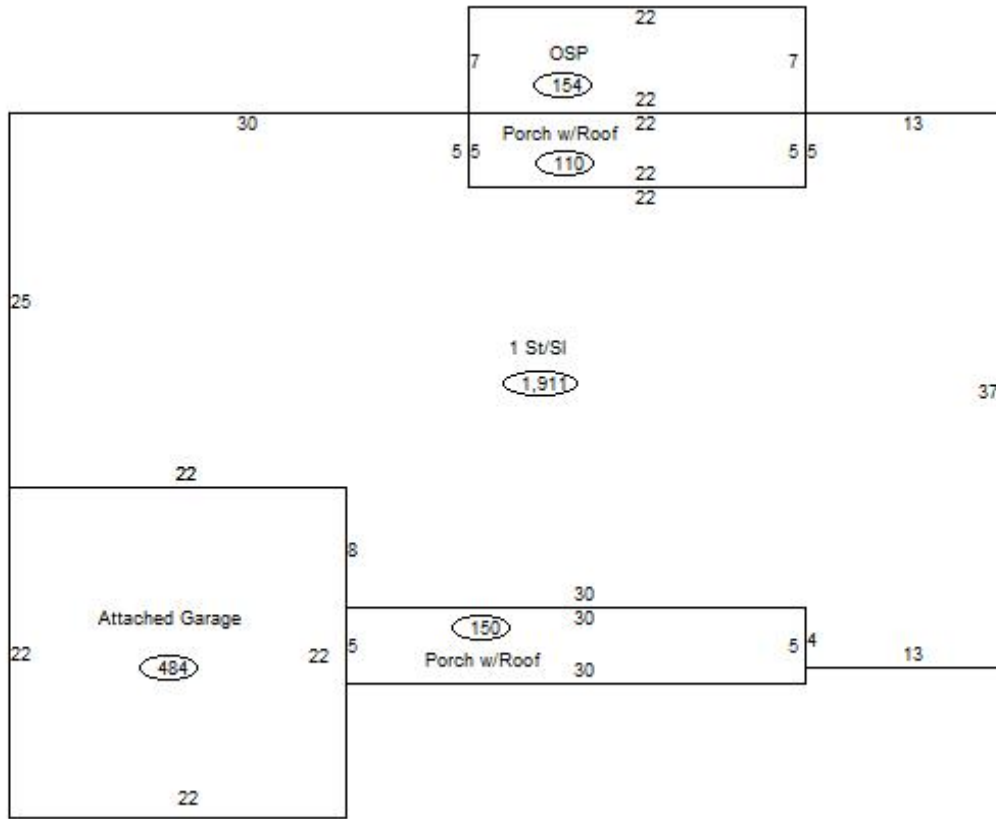 22
OSP
7 7
154
22
30 22 13
Porch w/Roof
5 5 5 5
110
22
22
25
1 St/Sl
1,911
37
22
8
30
Attached Garage 30
150
22 22 5 5 4
484 Porch w/Roof 13
30
22